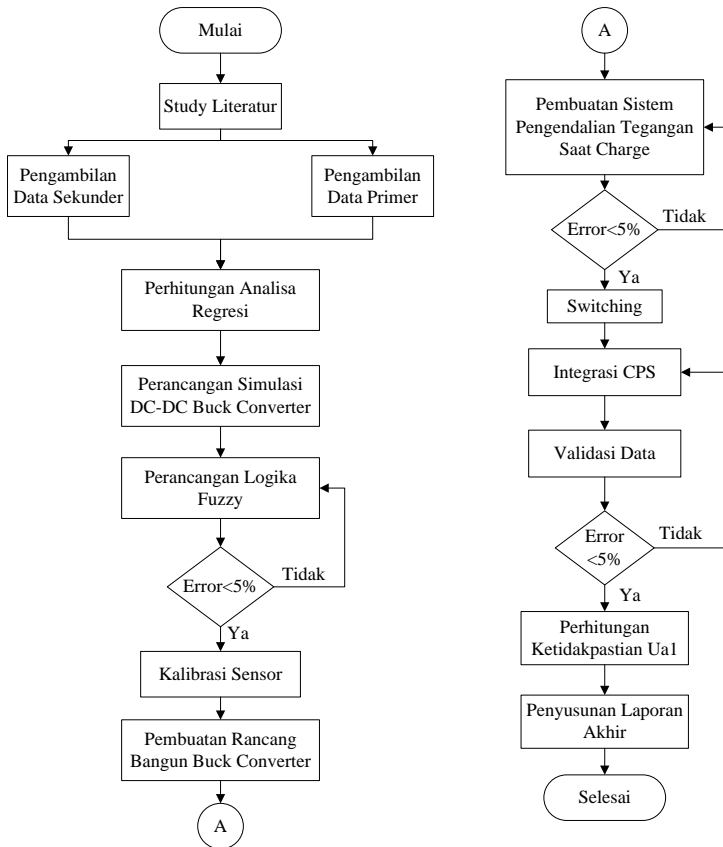 Mulai
Study Literatur
Pengambilan
Data Sekunder
Pengambilan
Data Primer
Perhitungan Analisa
Regresi
Perancangan Simulasi
DC-DC Buck Converter
Perancangan Logika
Fuzzy
Error<5%
Tidak
Ya
Kalibrasi Sensor
Pembuatan Rancang
Bangun Buck Converter
A
A
Pembuatan Sistem
Pengendalian Tegangan
Saat Charge
Error<5%
Tidak
Ya
Switching
Integrasi CPS
Validasi Data
Error
<5%
Tidak
Ya
Perhitungan
Ketidakpastian Ua1
Penyusunan Laporan
Akhir
Selesai